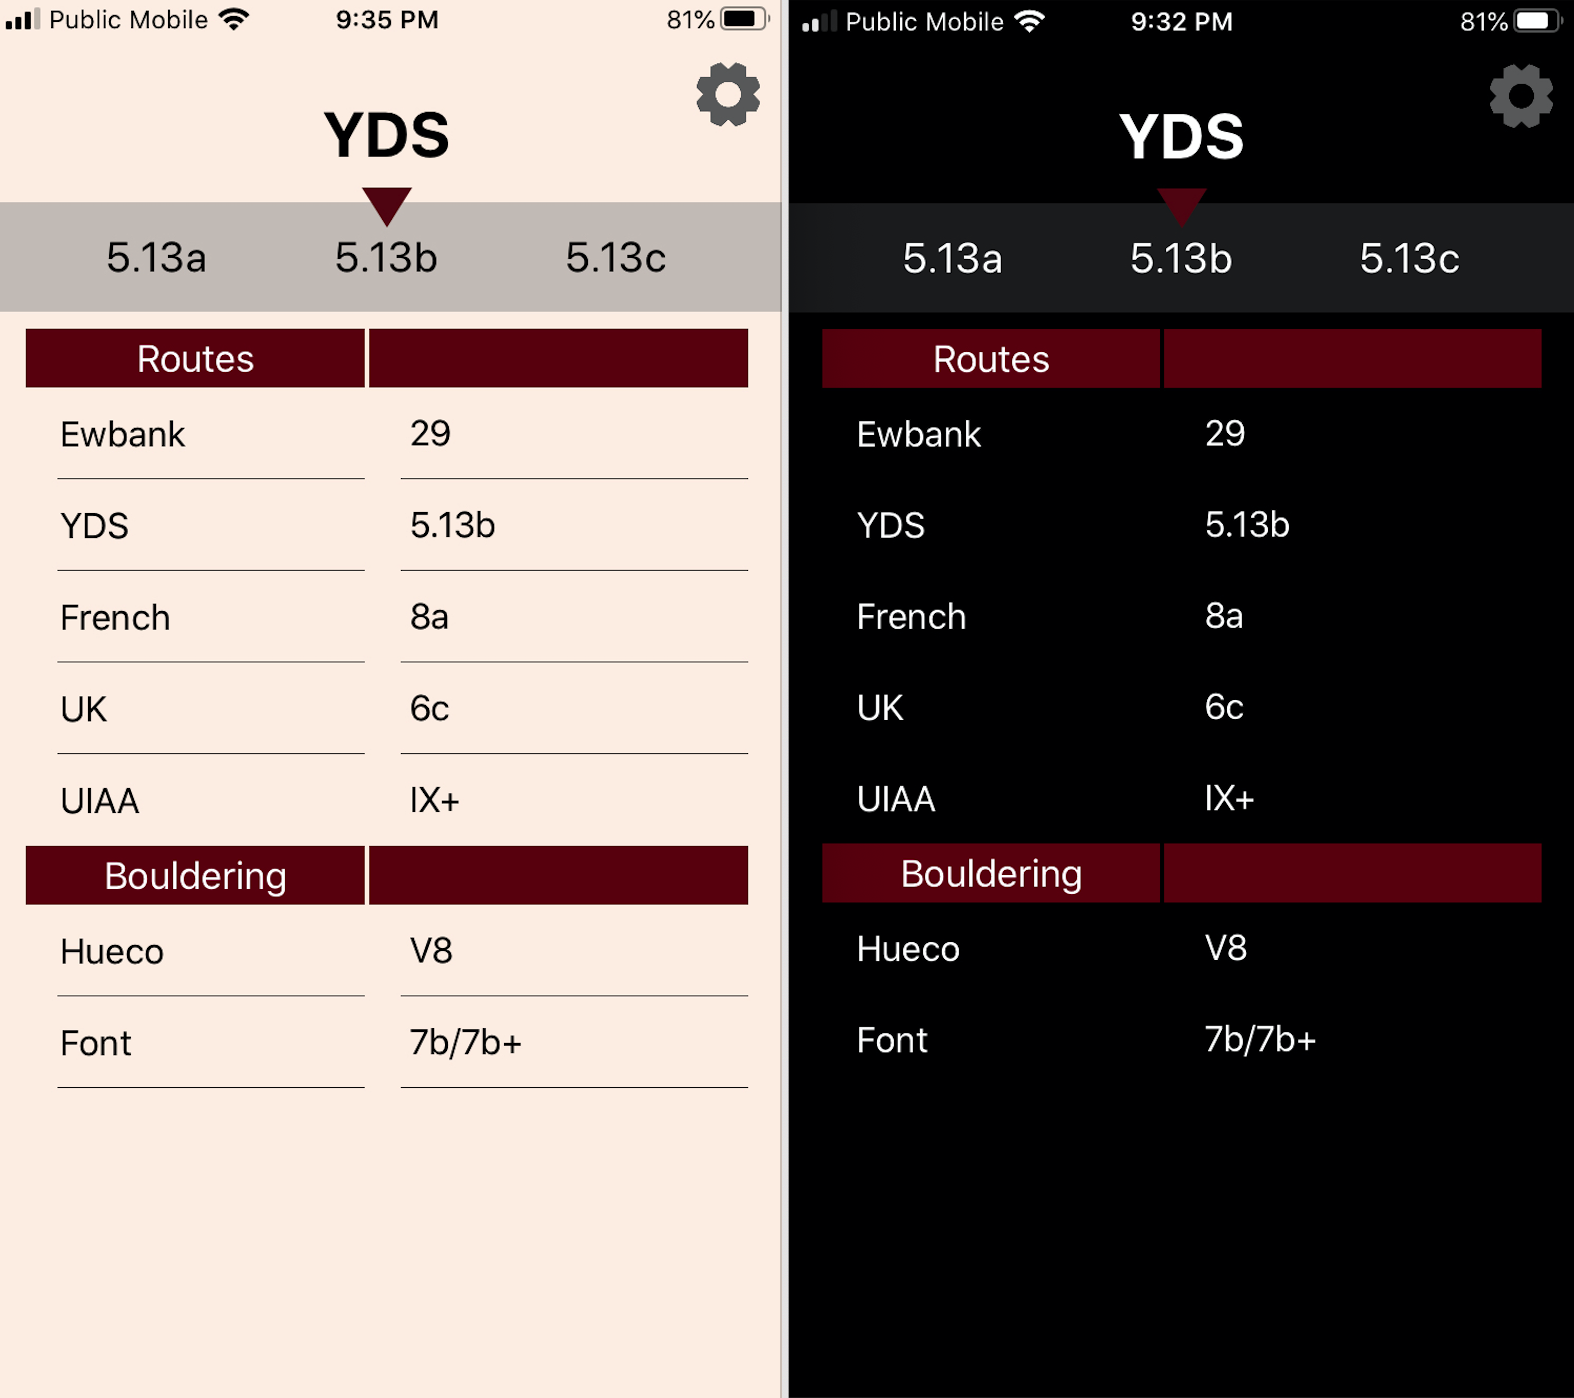 Public Mobile 9:35 PM 81%
YDS
5.13a 5.13b 5.13c
Routes
Ewbank 29
YDS 5.13b
French 8a
UK 6c
UIAA IX+
Bouldering
Hueco V8
Font 7b/7b+
Public Mobile 9:32 PM 81%
YDS
5.13a 5.13b 5.13c
Routes
Ewbank 29
YDS 5.13b
French 8a
UK 6c
UIAA IX+
Bouldering
Hueco V8
Font 7b/7b+